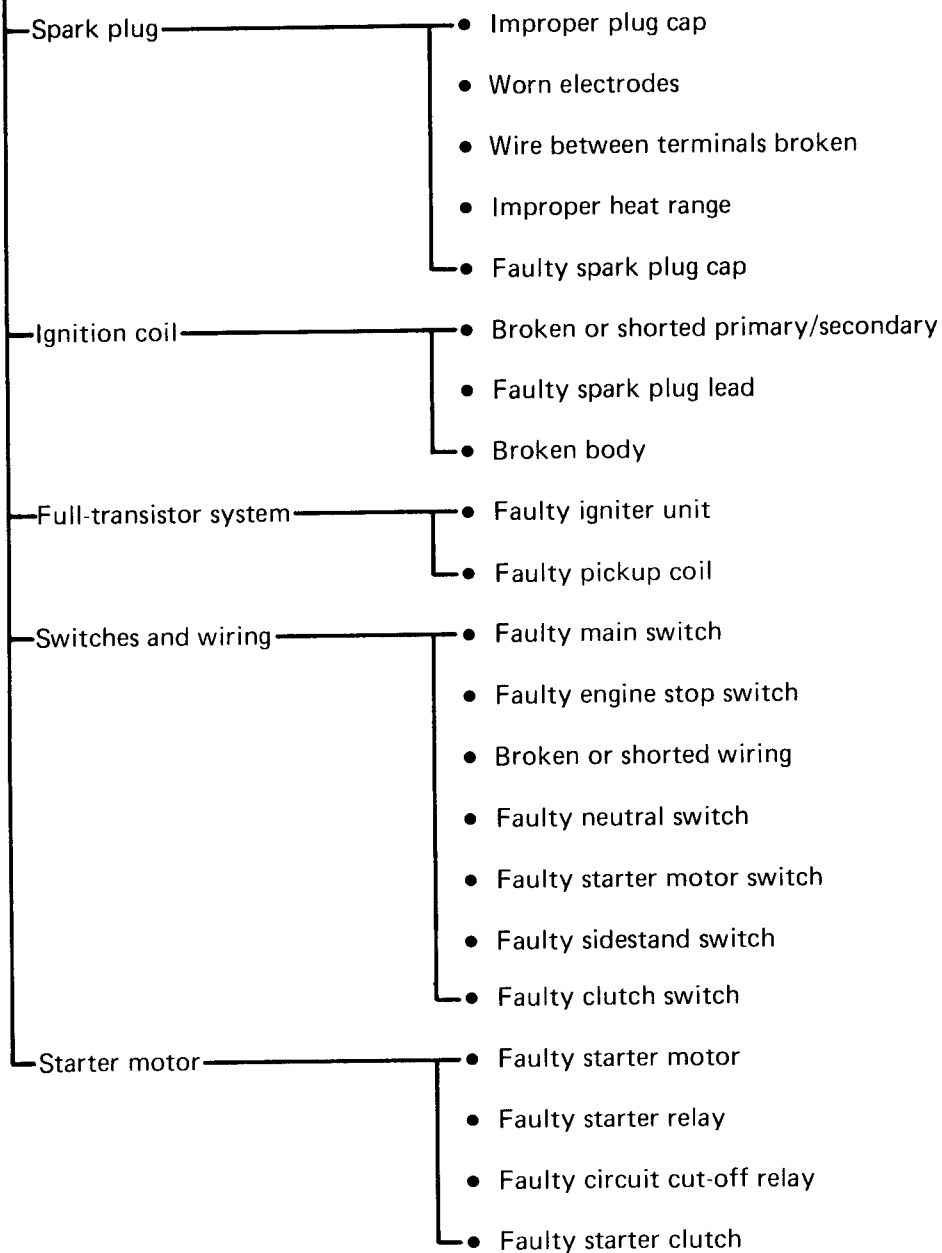 Spark plug
• Improper plug cap
• Worn electrodes
• Wire between terminals broken
• Improper heat range
• Faulty spark plug cap
Ignition coil
• Broken or shorted primary/secondary
• Faulty spark plug lead
• Broken body
Full-transistor system
• Faulty igniter unit
• Faulty pickup coil
Switches and wiring
• Faulty main switch
• Faulty engine stop switch
• Broken or shorted wiring
• Faulty neutral switch
• Faulty starter motor switch
• Faulty sidestand switch
• Faulty clutch switch
Starter motor
• Faulty starter motor
• Faulty starter relay
• Faulty circuit cut-off relay
• Faulty starter clutch